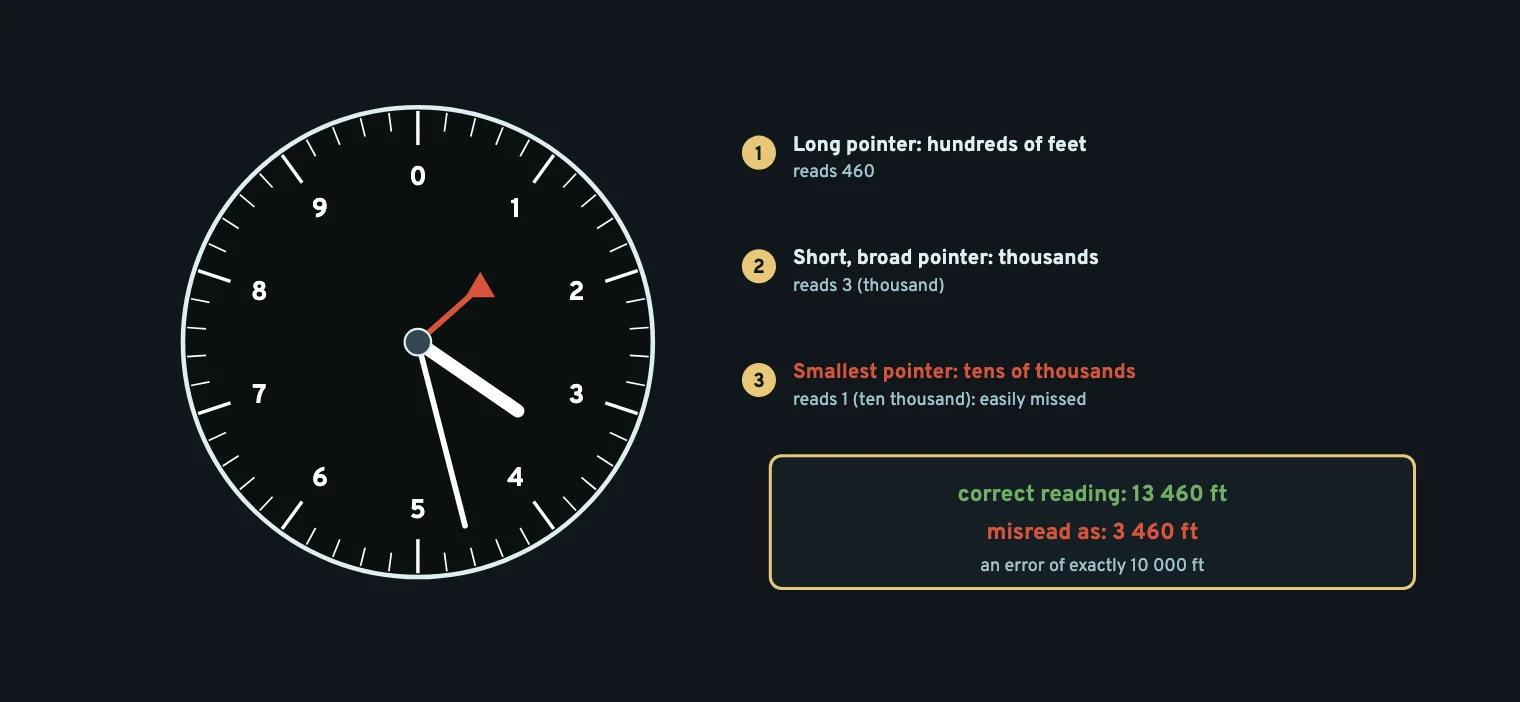 0
1
2
3
4
5
6
7
8
9
1
Long pointer: hundreds of feet
reads 460
2
Short, broad pointer: thousands
reads 3 (thousand)
3
Smallest pointer: tens of thousands
reads 1 (ten thousand): easily missed
correct reading: 13 460 ft
misread as: 3 460 ft
an error of exactly 10 000 ft